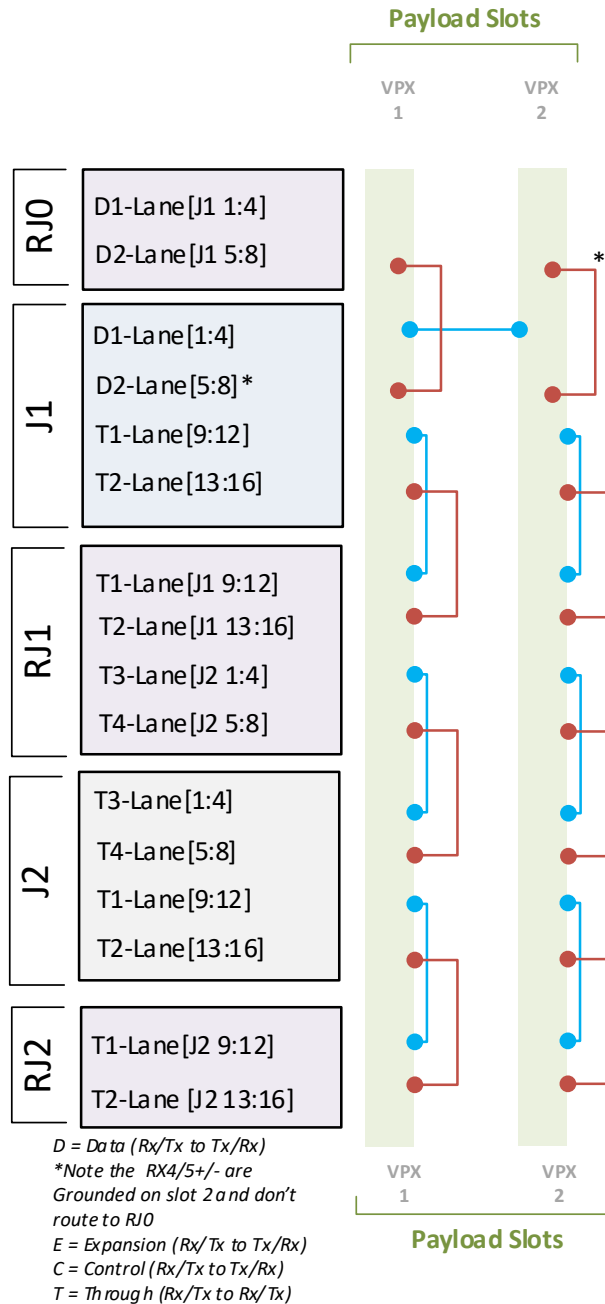 Payload Slots
VPX
1
VPX
2
RJ0
D1-Lane[J1 1:4]
D2-Lane[J1 5:8]
*
J1
D1-Lane[1:4]
D2-Lane[5:8]*
T1-Lane[9:12]
T2-Lane[13:16]
RJ1
T1-Lane[J1 9:12]
T2-Lane[J1 13:16]
T3-Lane[J2 1:4]
T4-Lane[J2 5:8]
J2
T3-Lane[1:4]
T4-Lane[5:8]
T1-Lane[9:12]
T2-Lane[13:16]
RJ2
T1-Lane[J2 9:12]
T2-Lane [J2 13:16]
D = Data (Rx/Tx to Tx/Rx)
*Note the RX4/5+/- are
Grounded on slot 2 and don't
route to RJ0
E = Expansion (Rx/Tx to Tx/Rx)
C = Control (Rx/Tx to Tx/Rx)
T = Through (Rx/Tx to Rx/Tx)
VPX
1
VPX
2
Payload Slots